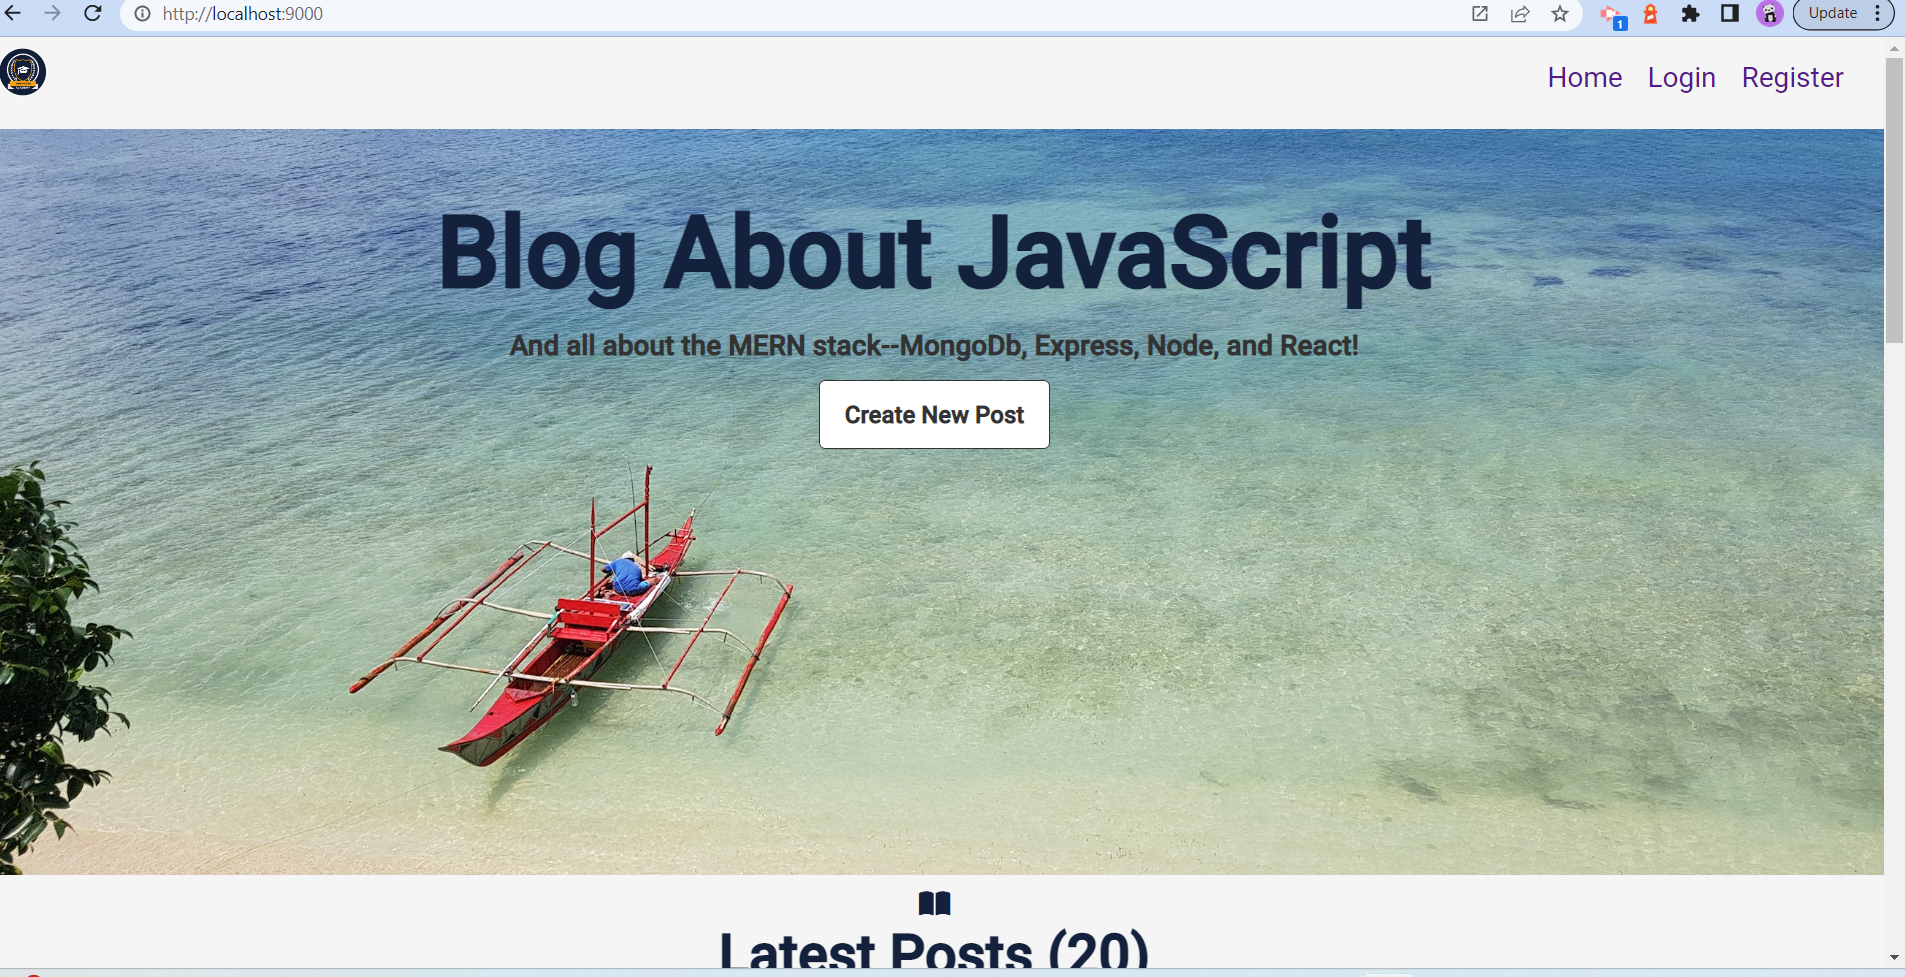 http://localhost:9000
1
Update
Home Login Register
Blog About JavaScript
And all about the MERN stack--MongoDb, Express, Node, and React!
Create New Post
Latest Posts (20)